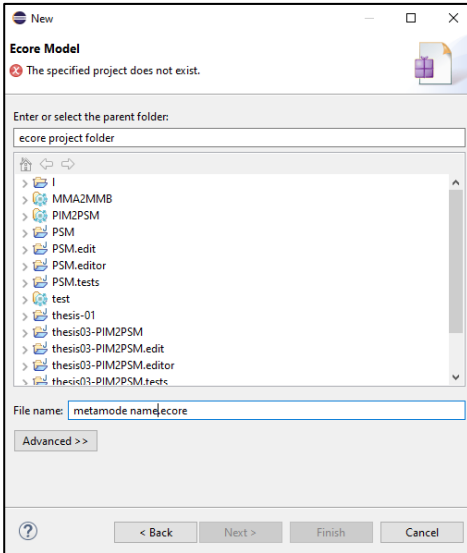 New
Ecore Model
The specified project does not exist.
Enter or select the parent folder:
ecore project folder
I
MMA2MMB
PIM2PSM
PSM
PSM.edit
PSM.editor
PSM.tests
test
thesis-01
thesis03-PIM2PSM
thesis03-PIM2PSM.edit
thesis03-PIM2PSM.editor
thesis03-PIM2PSM.tests
File name: metamode name.ecore
Advanced >>
? < Back Next > Finish Cancel